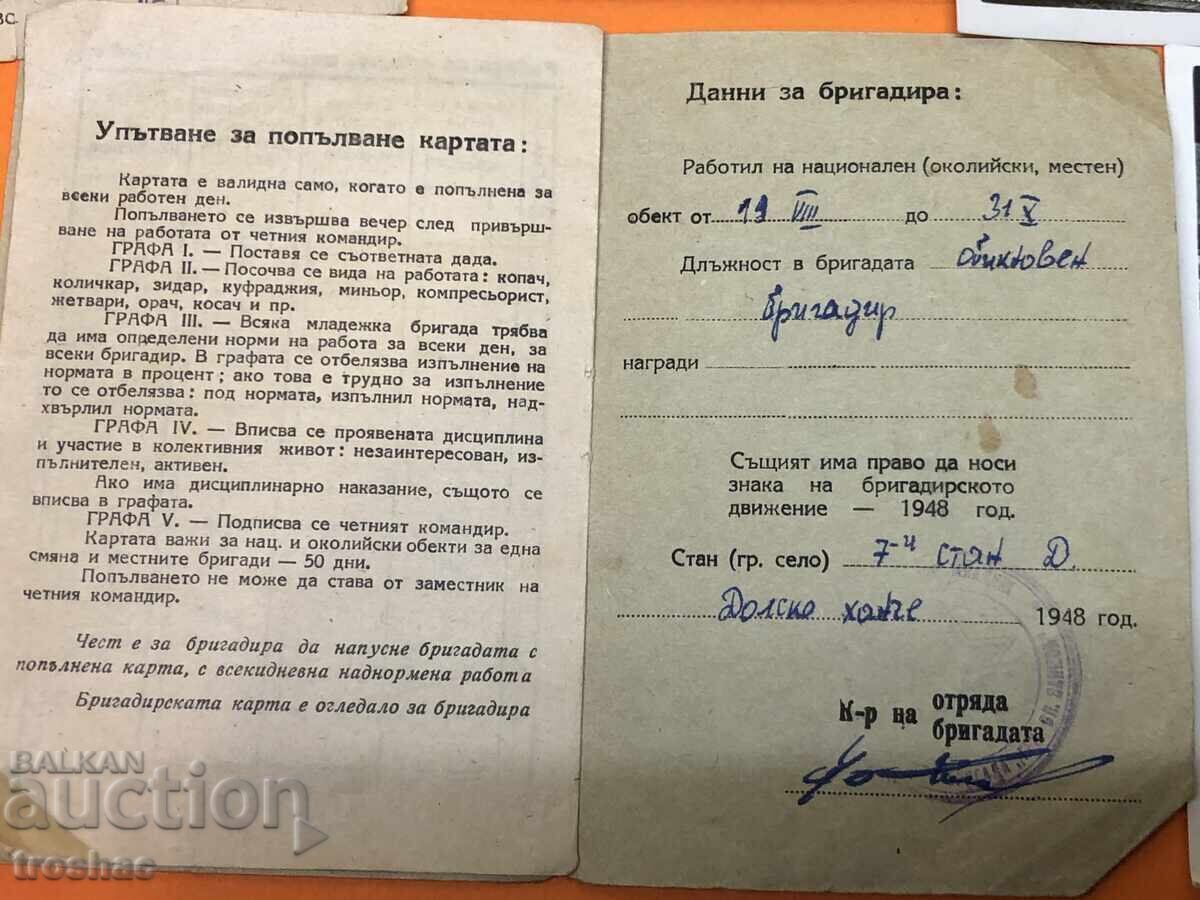 ВС.
Упътване за попълване картата:
Картата е валидна само, когато е попълнена за
всеки работен ден.
Попълването се извършва вечер след привърш-
ване на работата от четния командир.
ГРАФА I. — Поставя се съответната дада.
ГРАФА II. — Посочва се вида на работата: копач,
количкар, зидар, куфраджия, миньор, компресьорист,
жетвари, орач, косач и пр.
ГРАФА III. — Всяка младежка бригада трябва
да има определени норми на работа за всеки ден, за
всеки бригадир. В графата се отбелязва изпълнение на
нормата в процент; ако това е трудно за изпълнение
то се отбелязва: под нормата, изпълнил нормата, над-
хвърлил нормата.
ГРАФА IV. — Вписва се проявената дисциплина
и участие в колективния живот: незаинтересован, из-
пълнителен, активен.
Ако има дисциплинарно наказание, същото се
вписва в графата.
ГРАФА V. — Подписва се четният командир.
Картата важи за нац. и околийски обекти за една
смяна и местните бригади — 50 дни.
Попълването не може да става от заместник на
четния командир.
Чест е за бригадира да напусне бригадата с
попълнена карта, с всекидневна наднормена работа
Бригадирската карта е огледало за бригадира
Данни за бригадира:
Работил на национален (околийски, местен)
обект от 19 VIII до 31 X
Длъжност в бригадата обикновен
бригадир
награди
Същият има право да носи
знака на бригадирското
движение — 1948 год.
Стан (гр. село) 7-и стан Д.
Долско ханче 1948 год.
К-р на отряда
бригадата
BALKAN
auction
troshac